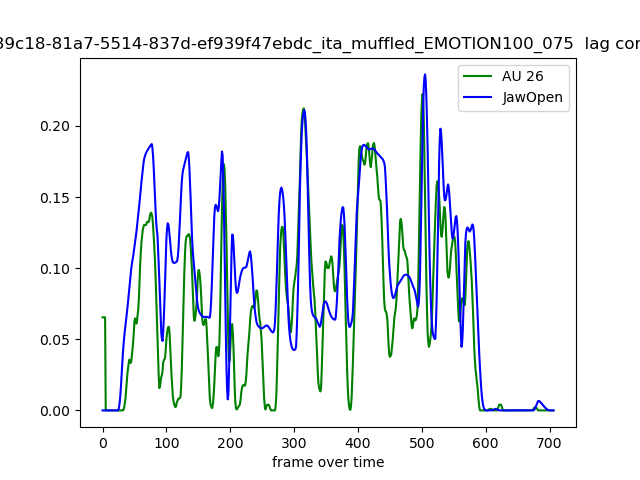 39c18-81a7-5514-837d-ef939f47ebdc_ita_muffled_EMOTION100_075 lag cor
AU 26
JawOpen
0.20
0.15
0.10
0.05
0.00
0 100 200 300 400 500 600 700
frame over time